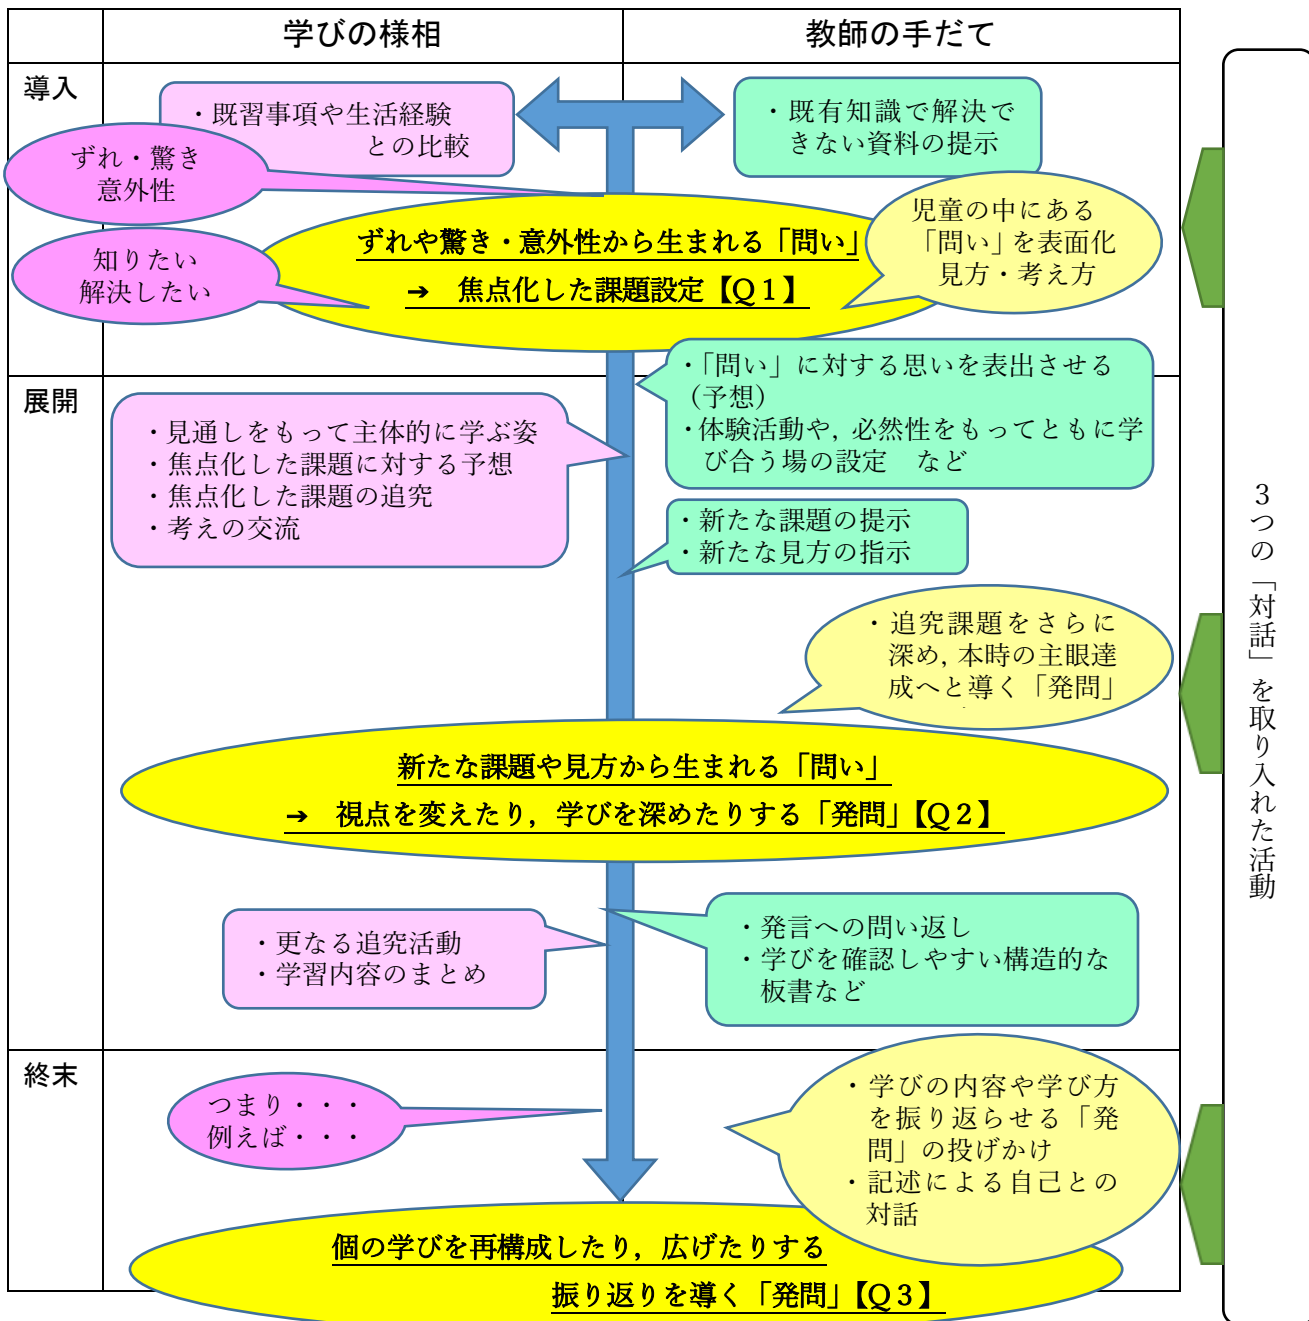 学びの様相
教師の手だて
導入
・既習事項や生活経験
との比較
・既有知識で解決で
きない資料の提示
ずれ・驚き
意外性
知りたい
解決したい
ずれや驚き・意外性から生まれる「問い」
→ 焦点化した課題設定【Q1】
児童の中にある
「問い」を表面化
見方・考え方
展開
・「問い」に対する思いを表出させる
(予想)
・体験活動や,必然性をもってともに学
び合う場の設定 など
・見通しをもって主体的に学ぶ姿
・焦点化した課題に対する予想
・焦点化した課題の追究
・考えの交流
・新たな課題の提示
・新たな見方の指示
・追究課題をさらに
深め,本時の主眼達
成へと導く「発問」
新たな課題や見方から生まれる「問い」
→ 視点を変えたり,学びを深めたりする「発問」【Q2】
・更なる追究活動
・学習内容のまとめ
・発言への問い返し
・学びを確認しやすい構造的な
板書など
終末
つまり・・・
例えば・・・
・学びの内容や学び方
を振り返らせる「発
問」の投げかけ
・記述による自己との
対話
個の学びを再構成したり,広げたりする
振り返りを導く「発問」【Q3】
3つの「対話」を取り入れた活動